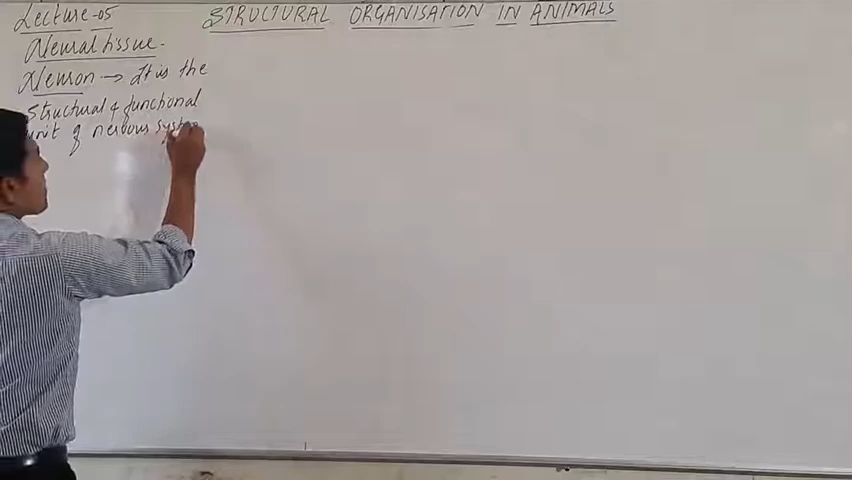 Lecture-05
STRUCTURAL ORGANISATION IN ANIMALS
Neural tissue-
Neuron → It is the
structural & functional
unit of nervous system